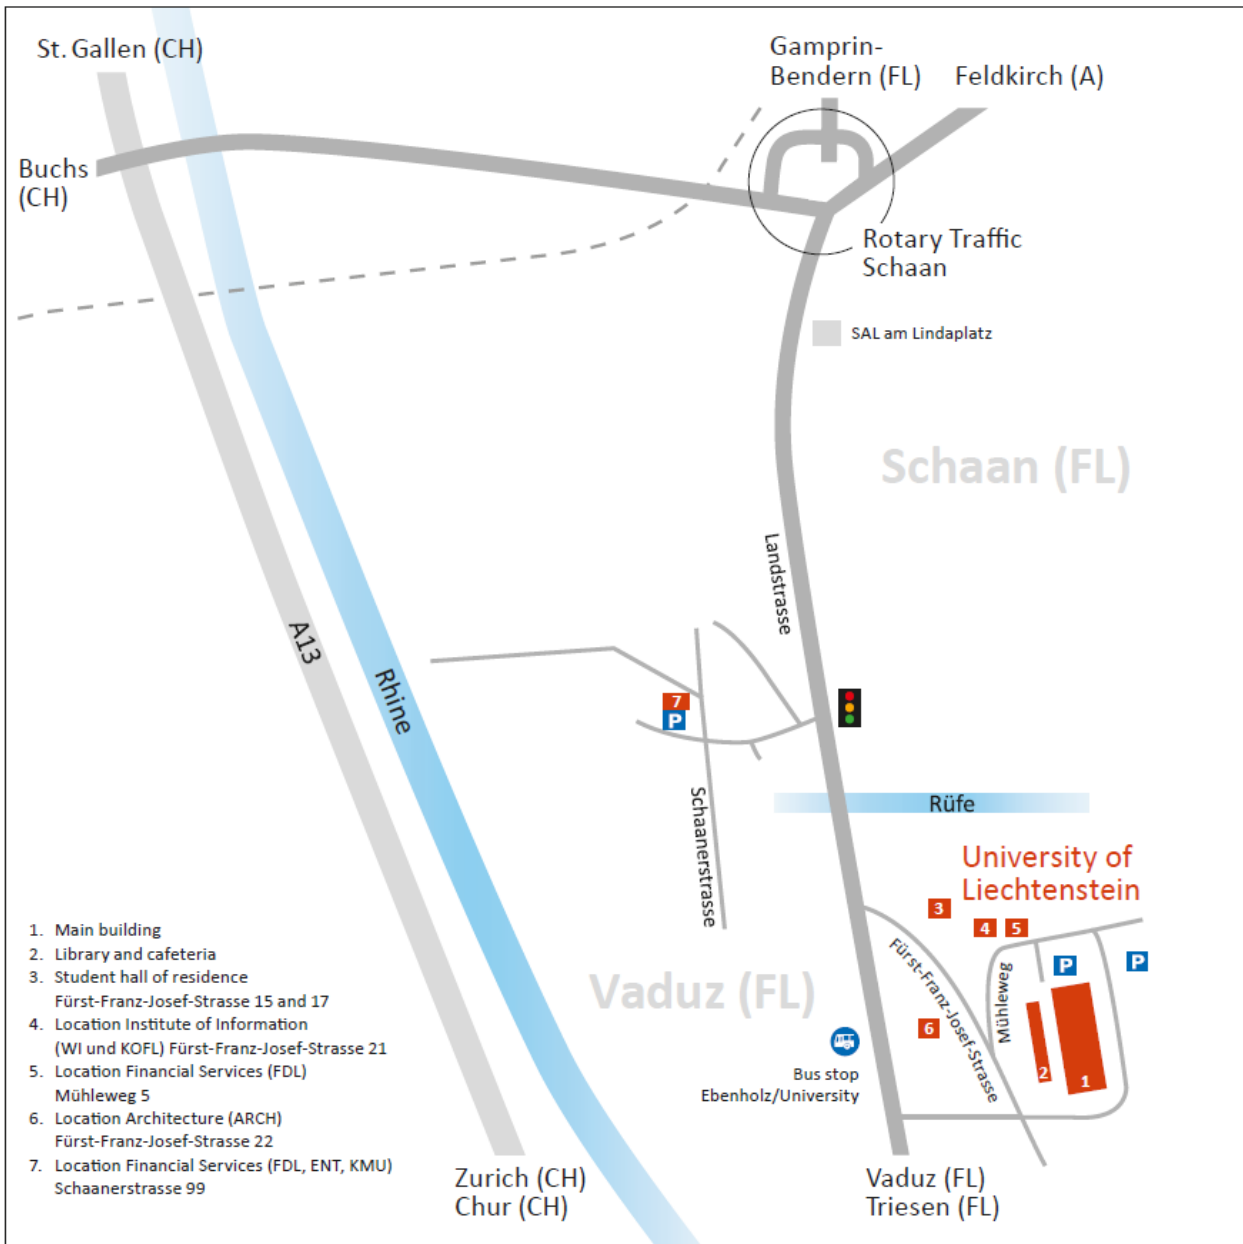 St. Gallen (CH)
Gamprin-
Bendern (FL)
Feldkirch (A)
Buchs
(CH)
Rotary Traffic
Schaan
SAL am Lindaplatz
Schaan (FL)
Landstrasse
A13
Rhine
7
P
Schaanerstrasse
Rüfe
University of
Liechtenstein
3
4
5
P
P
Fürst-Franz-Josef-Strasse
Mühleweg
6
2
1
Vaduz (FL)
Bus stop
Ebenholz/University
1. Main building
2. Library and cafeteria
3. Student hall of residence
Fürst-Franz-Josef-Strasse 15 and 17
4. Location Institute of Information
(WI und KOFL) Fürst-Franz-Josef-Strasse 21
5. Location Financial Services (FDL)
Mühleweg 5
6. Location Architecture (ARCH)
Fürst-Franz-Josef-Strasse 22
7. Location Financial Services (FDL, ENT, KMU)
Schaanerstrasse 99
Zurich (CH)
Chur (CH)
Vaduz (FL)
Triesen (FL)